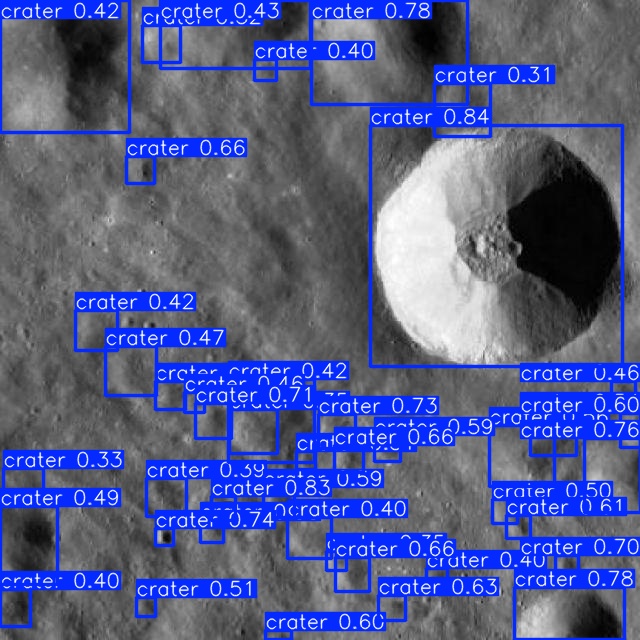 crater 0.42
crater 0.43
crater 0.78
crater 0.40
crater 0.31
crater 0.84
crater 0.66
crater 0.42
crater 0.47
crater 0.42
crater 0.46
crater 0.71
crater 0.73
crater 0.60
crater 0.76
crater 0.66
0.59
crater 0.33
crater 0.39
0.59
crater 0.83
crater 0.49
crater 0.50
crater 0.61
crater 0.40
crater 0.74
crater 0.66
crater 0.70
crater 0.40
crater 0.40
crater 0.51
crater 0.63
crater 0.78
crater 0.60